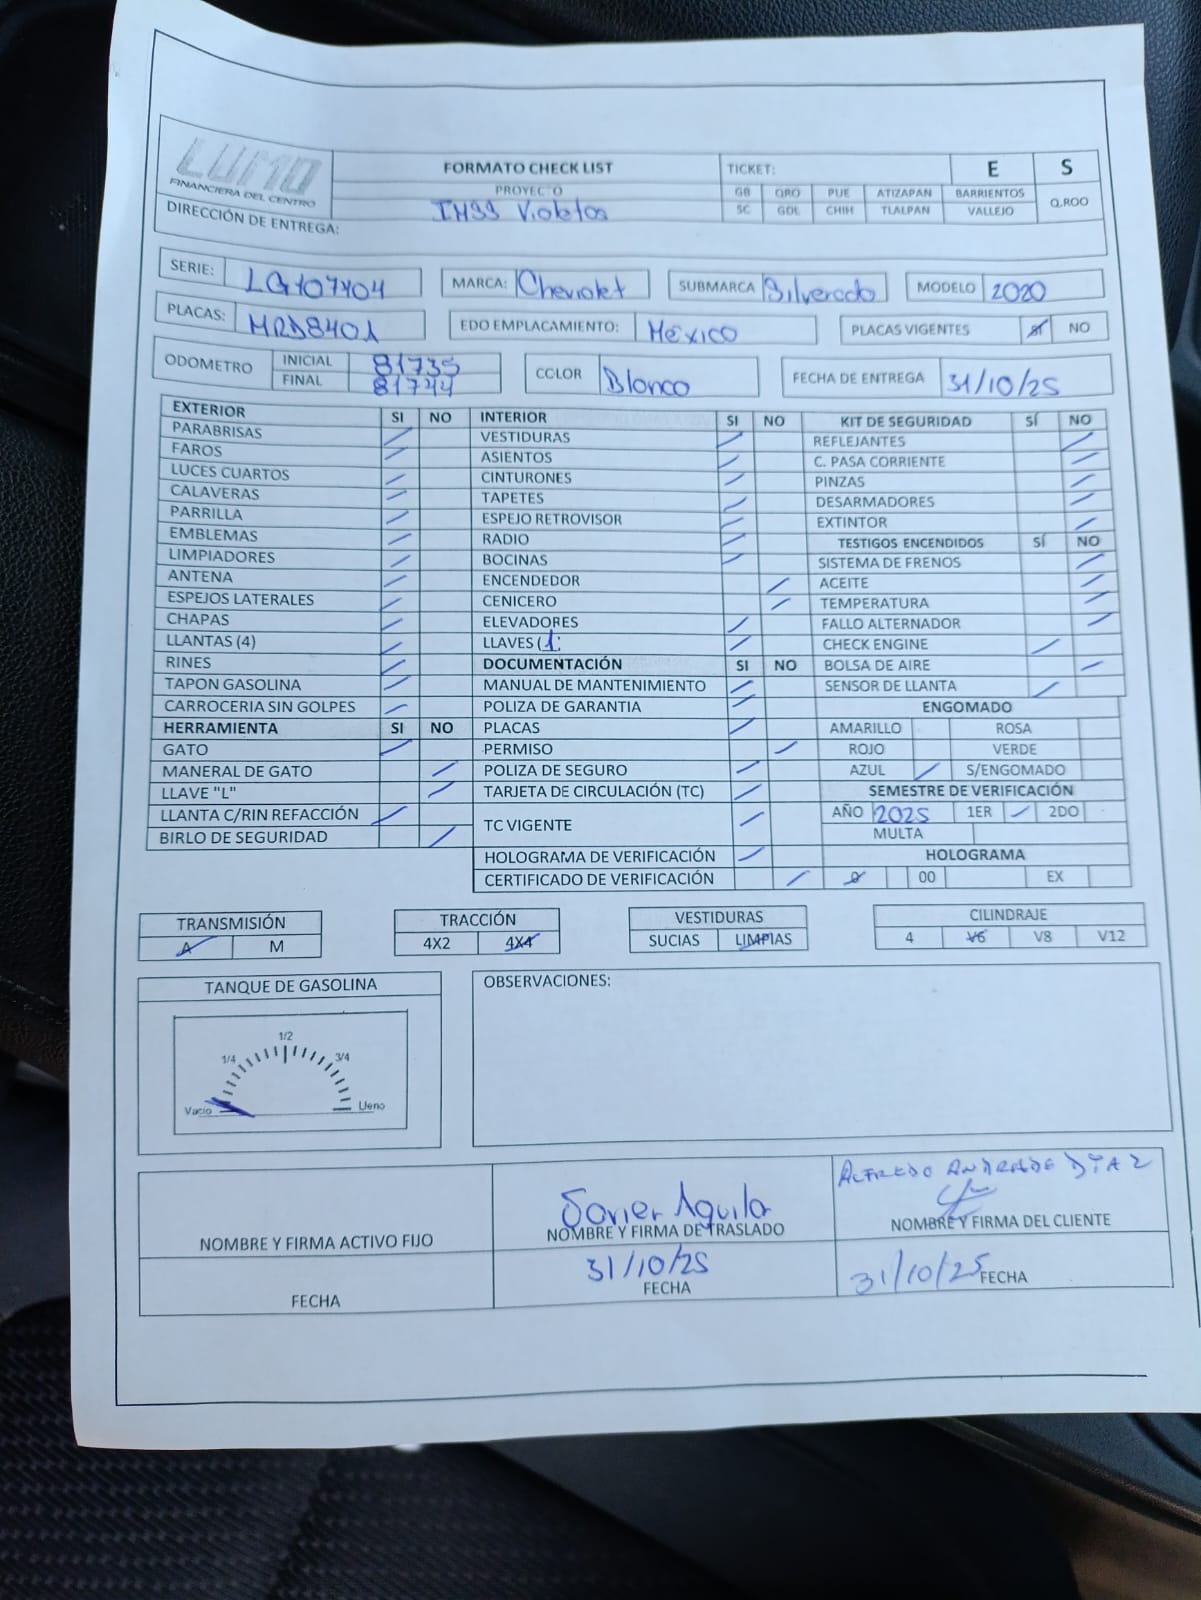 LUMO
FINANCIERA DEL CENTRO
FORMATO CHECK LIST
TICKET:
E S
PROYECTO
IMSS Violetas
GB QRO PUE ATIZAPAN BARRIENTOS Q.ROO
SC GDL CHIH TLALPAN VALLEJO
DIRECCIÓN DE ENTREGA:
SERIE: LG107404 MARCA: Chevrolet SUBMARCA Silverado MODELO 2020
PLACAS: MRD8401 EDO EMPLACAMIENTO: México PLACAS VIGENTES SI NO
ODOMETRO INICIAL 81735 COLOR Blanco FECHA DE ENTREGA 31/10/25
FINAL 81744
EXTERIOR SI NO INTERIOR SI NO KIT DE SEGURIDAD SÍ NO
PARABRISAS VESTIDURAS REFLEJANTES
FAROS ASIENTOS C. PASA CORRIENTE
LUCES CUARTOS CINTURONES PINZAS
CALAVERAS TAPETES DESARMADORES
PARRILLA ESPEJO RETROVISOR EXTINTOR
EMBLEMAS RADIO TESTIGOS ENCENDIDOS SÍ NO
LIMPIADORES BOCINAS SISTEMA DE FRENOS
ANTENA ENCENDEDOR ACEITE
ESPEJOS LATERALES CENICERO TEMPERATURA
CHAPAS ELEVADORES FALLO ALTERNADOR
LLANTAS (4) LLAVES (1; CHECK ENGINE
RINES DOCUMENTACIÓN SI NO BOLSA DE AIRE
TAPON GASOLINA MANUAL DE MANTENIMIENTO SENSOR DE LLANTA
CARROCERIA SIN GOLPES POLIZA DE GARANTIA ENGOMADO
HERRAMIENTA SI NO PLACAS AMARILLO ROSA
GATO PERMISO ROJO VERDE
MANERAL DE GATO POLIZA DE SEGURO AZUL S/ENGOMADO
LLAVE "L" TARJETA DE CIRCULACIÓN (TC) SEMESTRE DE VERIFICACIÓN
LLANTA C/RIN REFACCIÓN TC VIGENTE AÑO 2025 1ER 2DO
BIRLO DE SEGURIDAD MULTA
HOLOGRAMA DE VERIFICACIÓN HOLOGRAMA
CERTIFICADO DE VERIFICACIÓN 0 00 EX
TRANSMISIÓN TRACCIÓN VESTIDURAS CILINDRAJE
A M 4X2 4X4 SUCIAS LIMPIAS 4 V6 V8 V12
TANQUE DE GASOLINA OBSERVACIONES:
1/2
1/4 3/4
Vacio Lleno
ALFREDO ANDRADE DIAZ
Javier Aguila
NOMBRE Y FIRMA ACTIVO FIJO NOMBRE Y FIRMA DE TRASLADO NOMBRE Y FIRMA DEL CLIENTE
31/10/25 31/10/25
FECHA FECHA FECHA